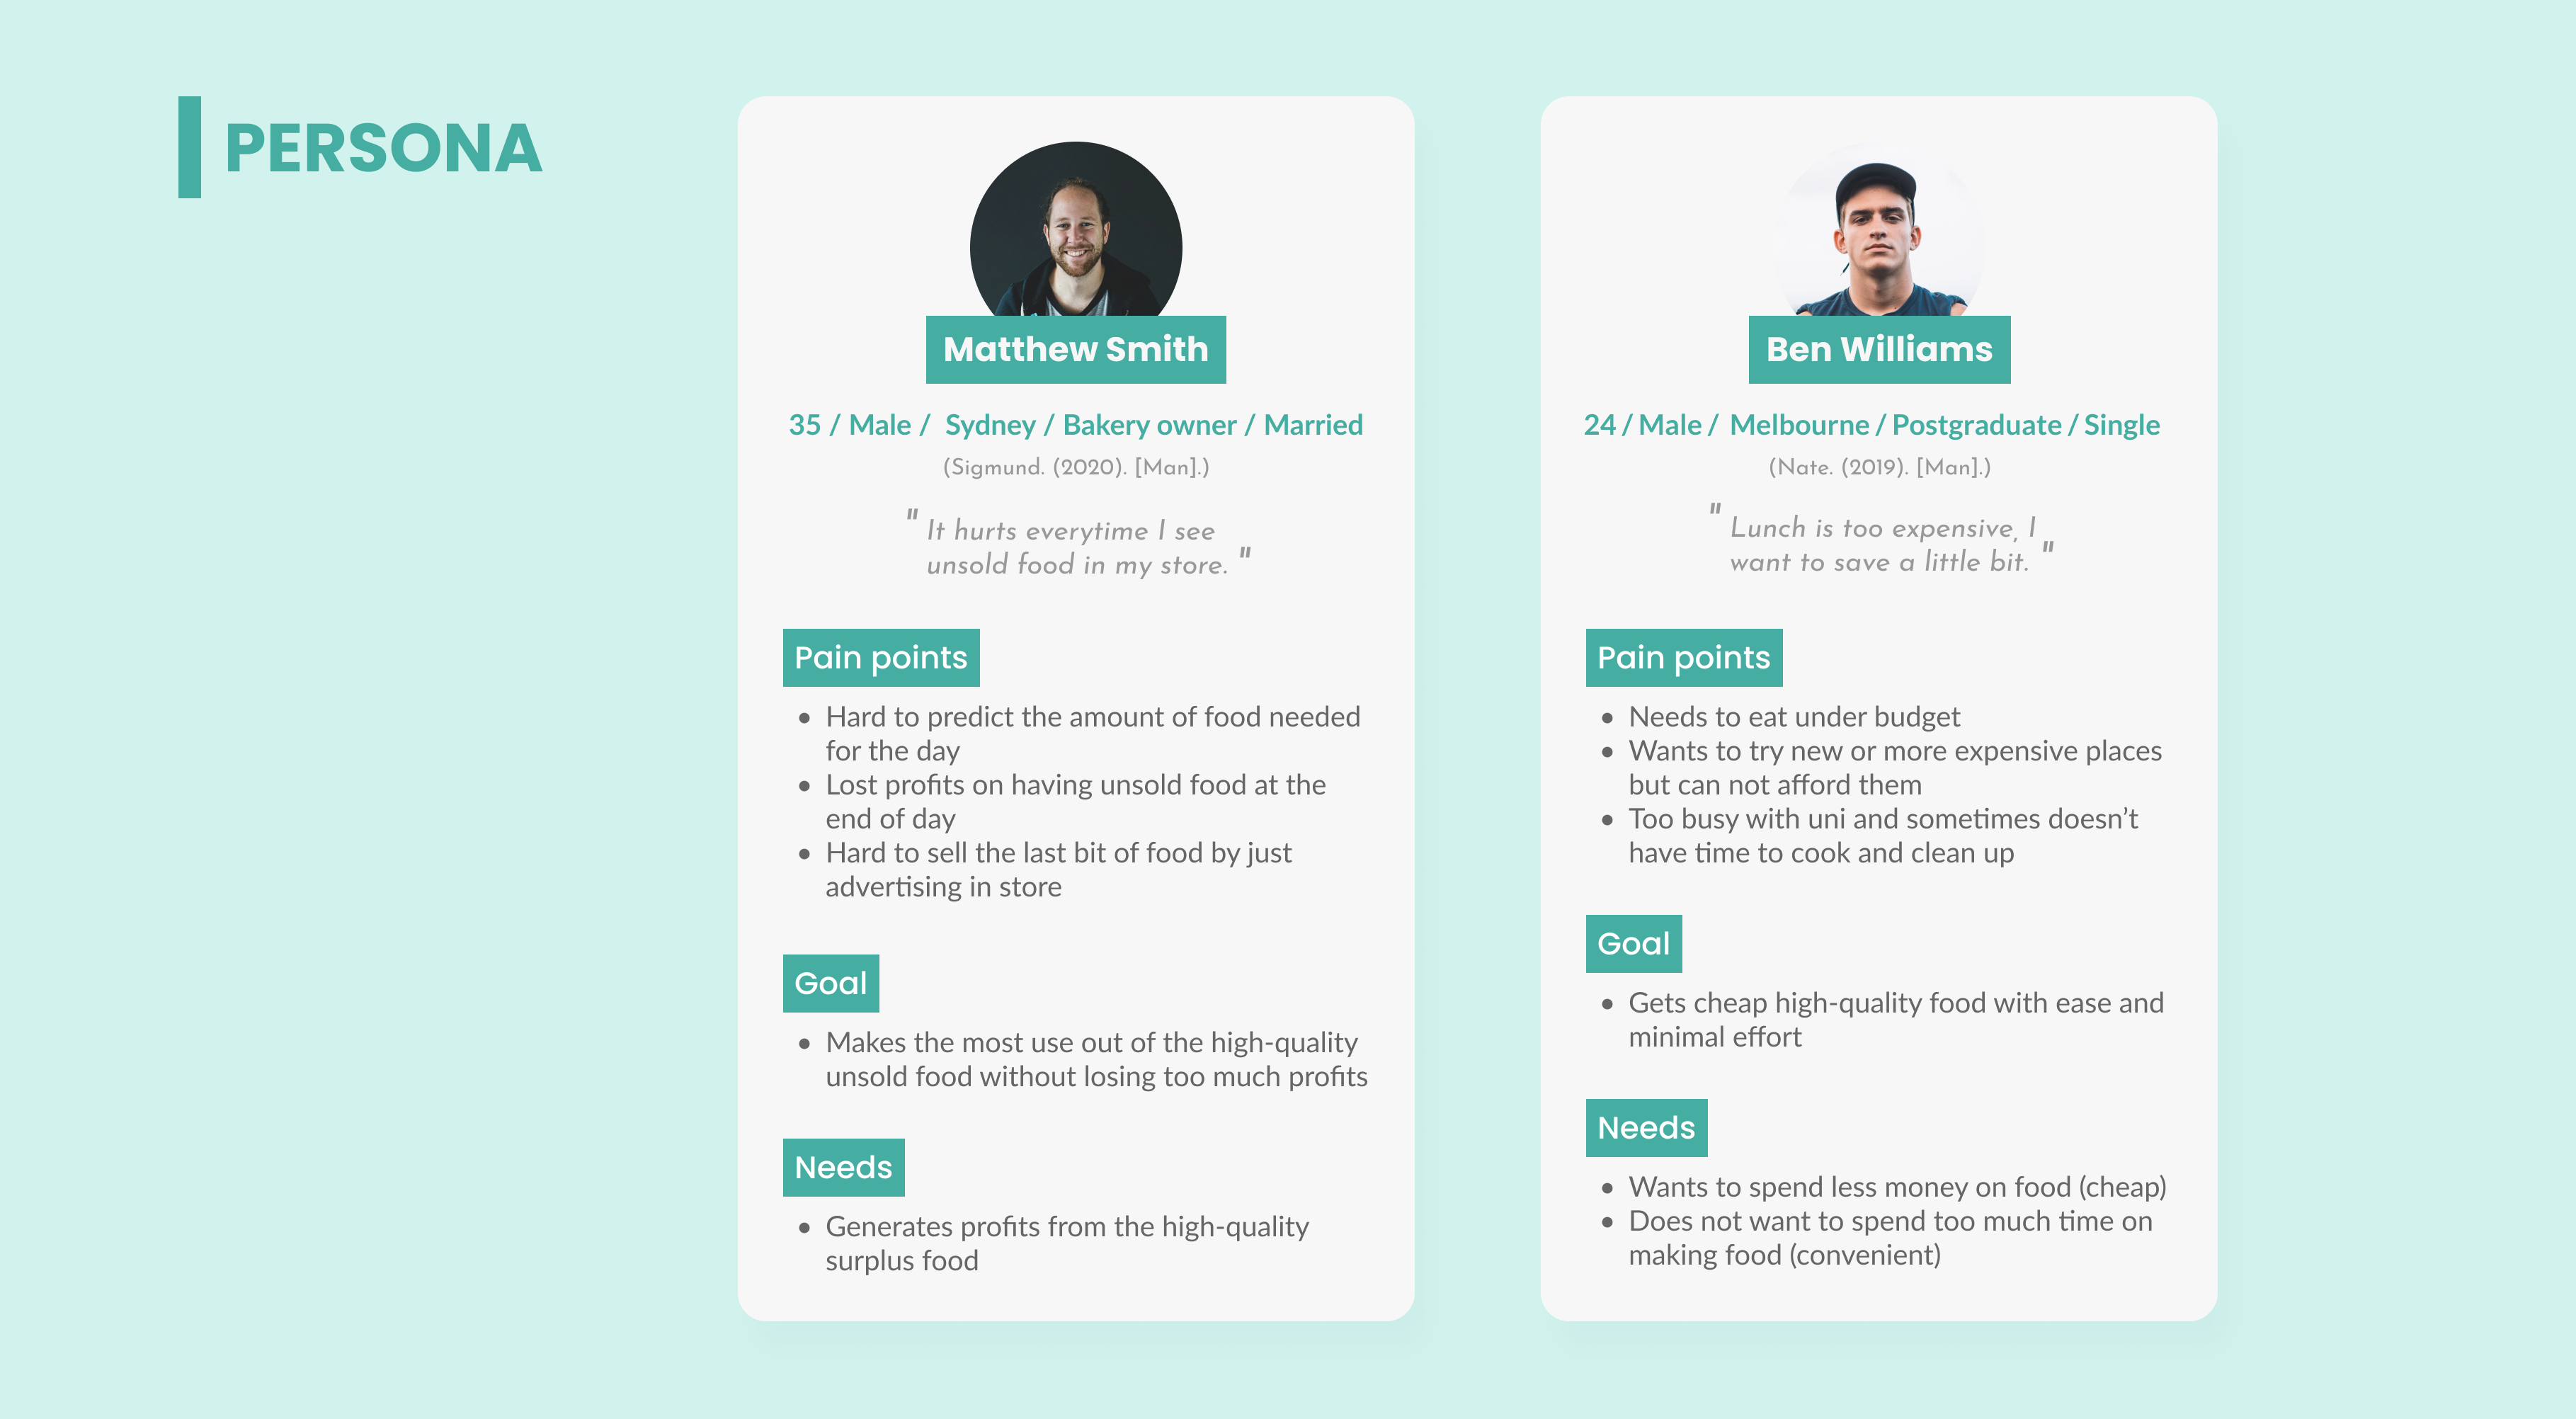 PERSONA
Matthew Smith
35 / Male / Sydney / Bakery owner / Married
(Sigmund. (2020). [Man].)
" It hurts everytime I see
unsold food in my store. "
Pain points
• Hard to predict the amount of food needed
for the day
• Lost profits on having unsold food at the
end of day
• Hard to sell the last bit of food by just
advertising in store
Goal
• Makes the most use out of the high-quality
unsold food without losing too much profits
Needs
• Generates profits from the high-quality
surplus food
Ben Williams
24 / Male / Melbourne / Postgraduate / Single
(Nate. (2019). [Man].)
" Lunch is too expensive, I
want to save a little bit. "
Pain points
• Needs to eat under budget
• Wants to try new or more expensive places
but can not afford them
• Too busy with uni and sometimes doesn’t
have time to cook and clean up
Goal
• Gets cheap high-quality food with ease and
minimal effort
Needs
• Wants to spend less money on food (cheap)
• Does not want to spend too much time on
making food (convenient)